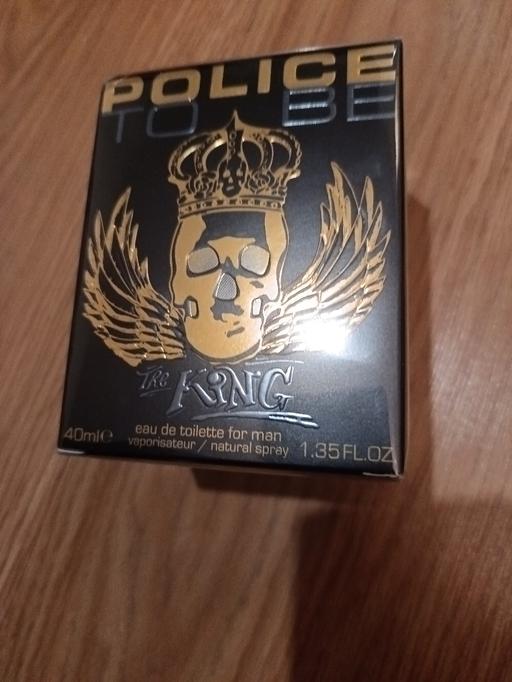 POLICE
TO BE
THE KING
eau de toilette for man
40ml℮ vaporisateur / natural spray 1.35 FL.OZ